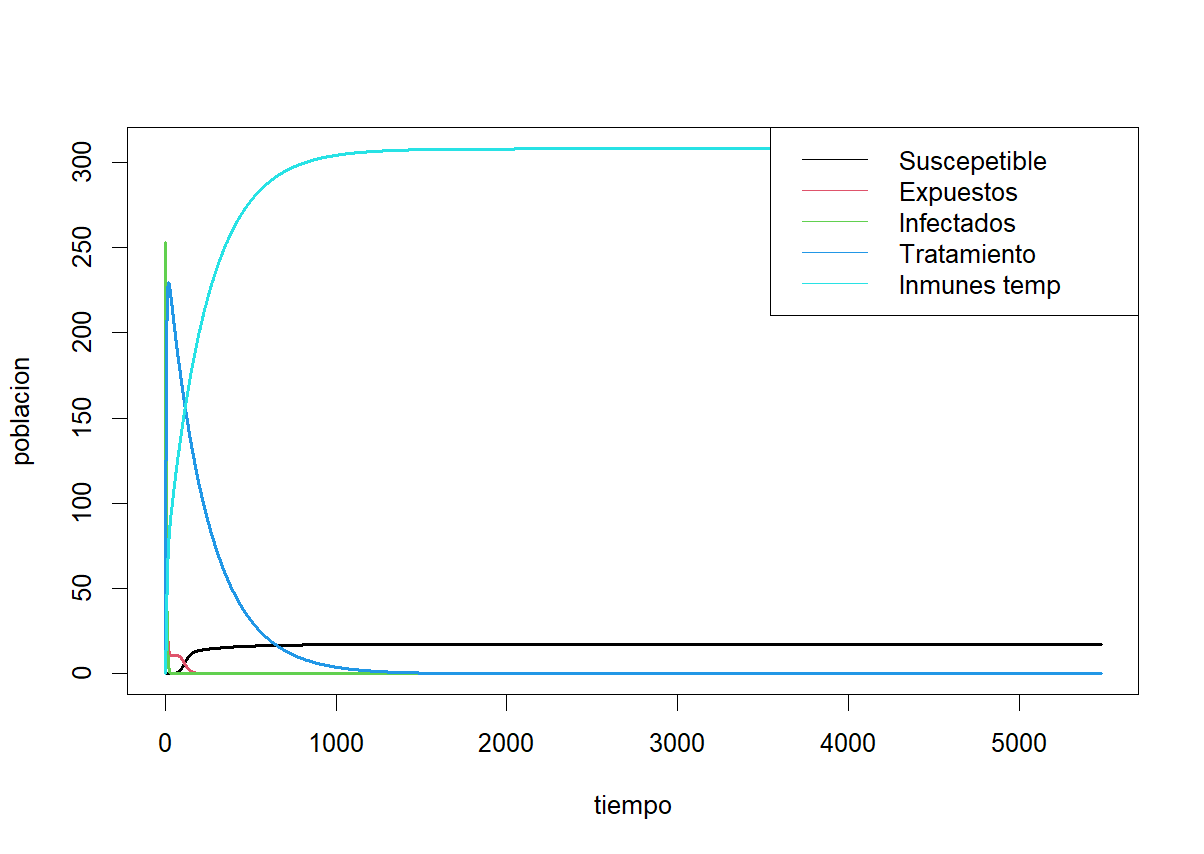 Suscepetible
Expuestos
Infectados
Tratamiento
Inmunes temp
poblacion
300
250
200
150
100
50
0
0 1000 2000 3000 4000 5000
tiempo